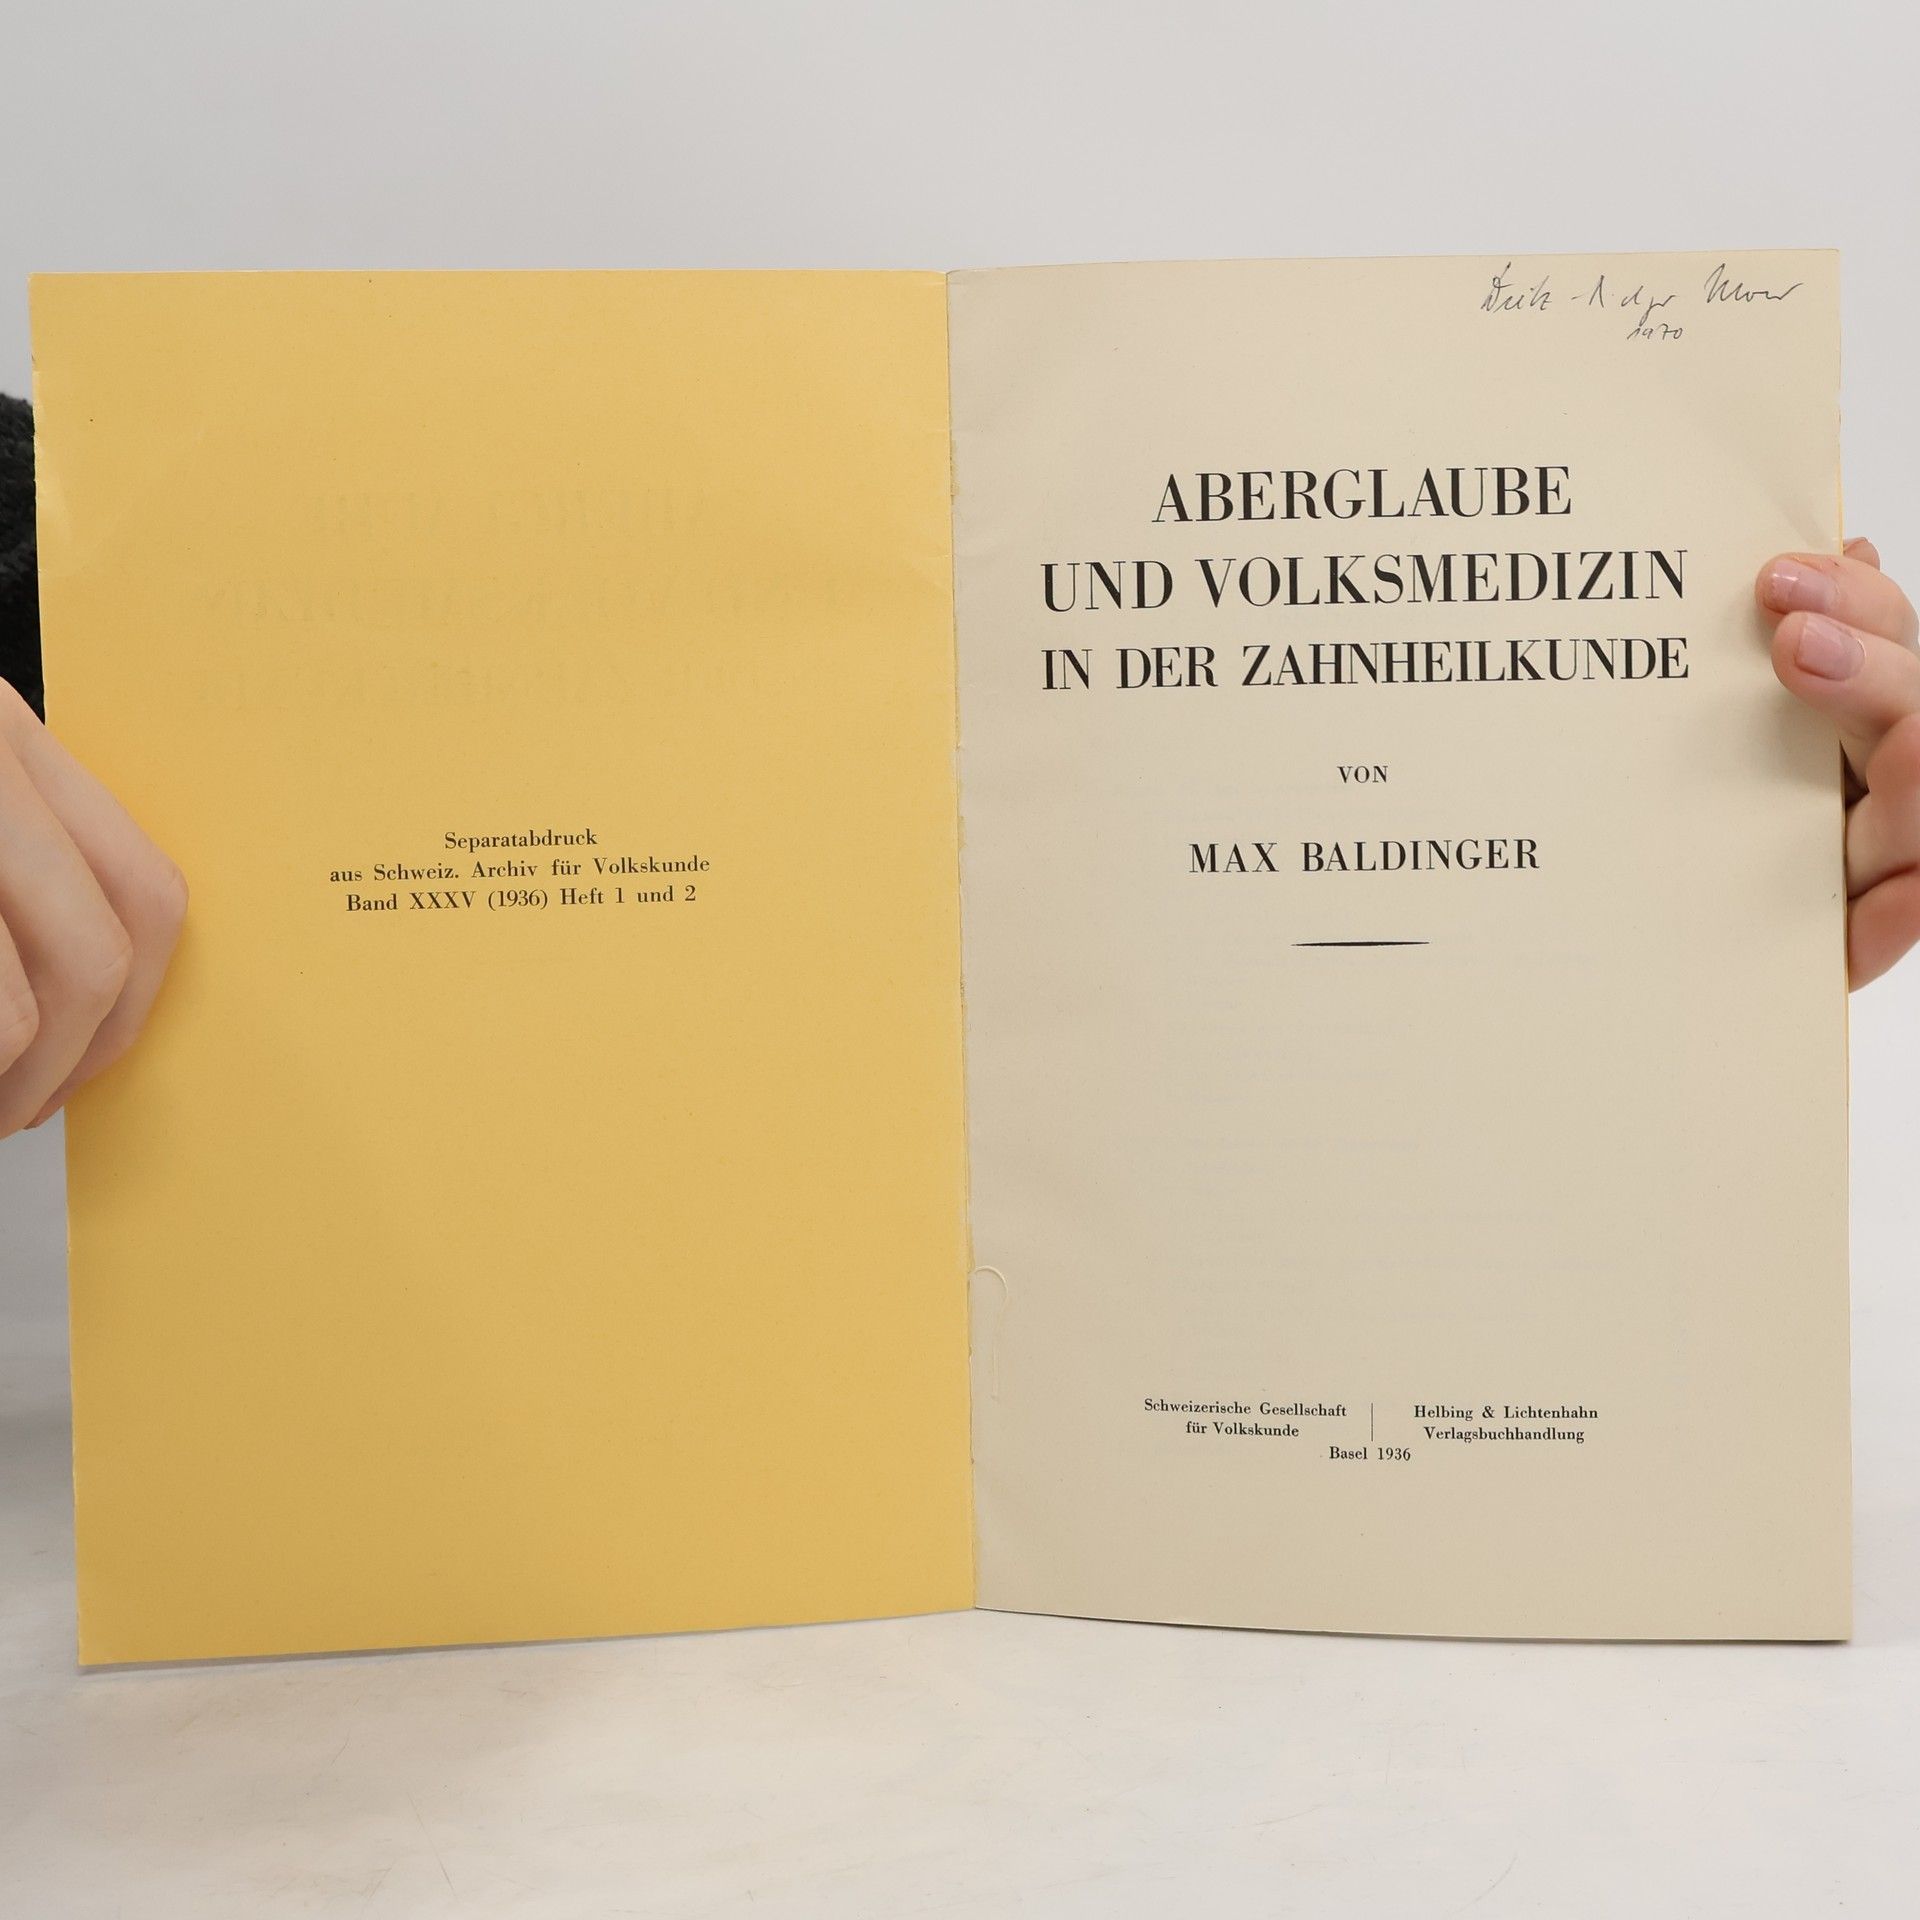 Separatabdruck
aus Schweiz. Archiv für Volkskunde
Band XXXV (1936) Heft 1 und 2
1970
ABERGLAUBE
UND VOLKSMEDIZIN
IN DER ZAHNHEILKUNDE
VON
MAX BALDINGER
Schweizerische Gesellschaft
für Volkskunde
Helbing & Lichtenhahn
Verlagsbuchhandlung
Basel 1936